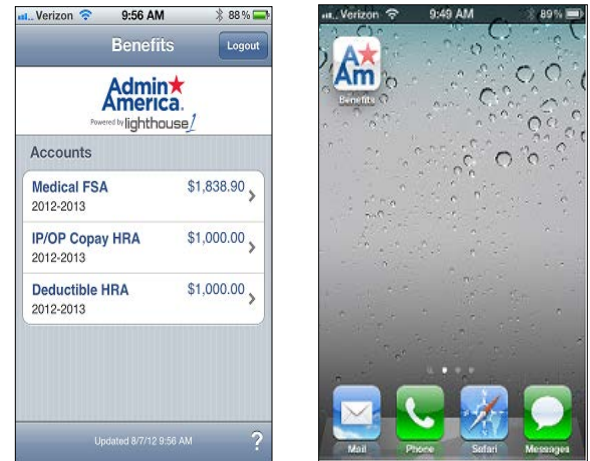 Verizon 9:56 AM 88%
Benefits
Logout
Admin
America.
Powered by lighthouse1
Accounts
Medical FSA $1,838.90
2012-2013
IP/OP Copay HRA $1,000.00
2012-2013
Deductible HRA $1,000.00
2012-2013
Updated 8/7/12 9:56 AM
?
Verizon 9:49 AM 89%
A
Am
Benefits
Mail Phone Safari Messages